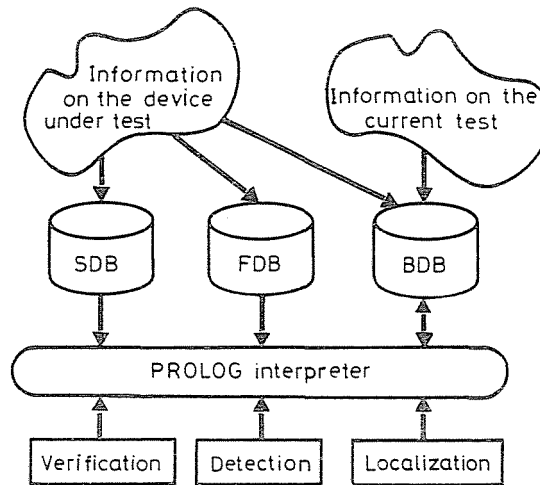 Information
on the device
under test
Information on the
current test
SDB
FDB
BDB
PROLOG interpreter
Verification
Detection
Localization